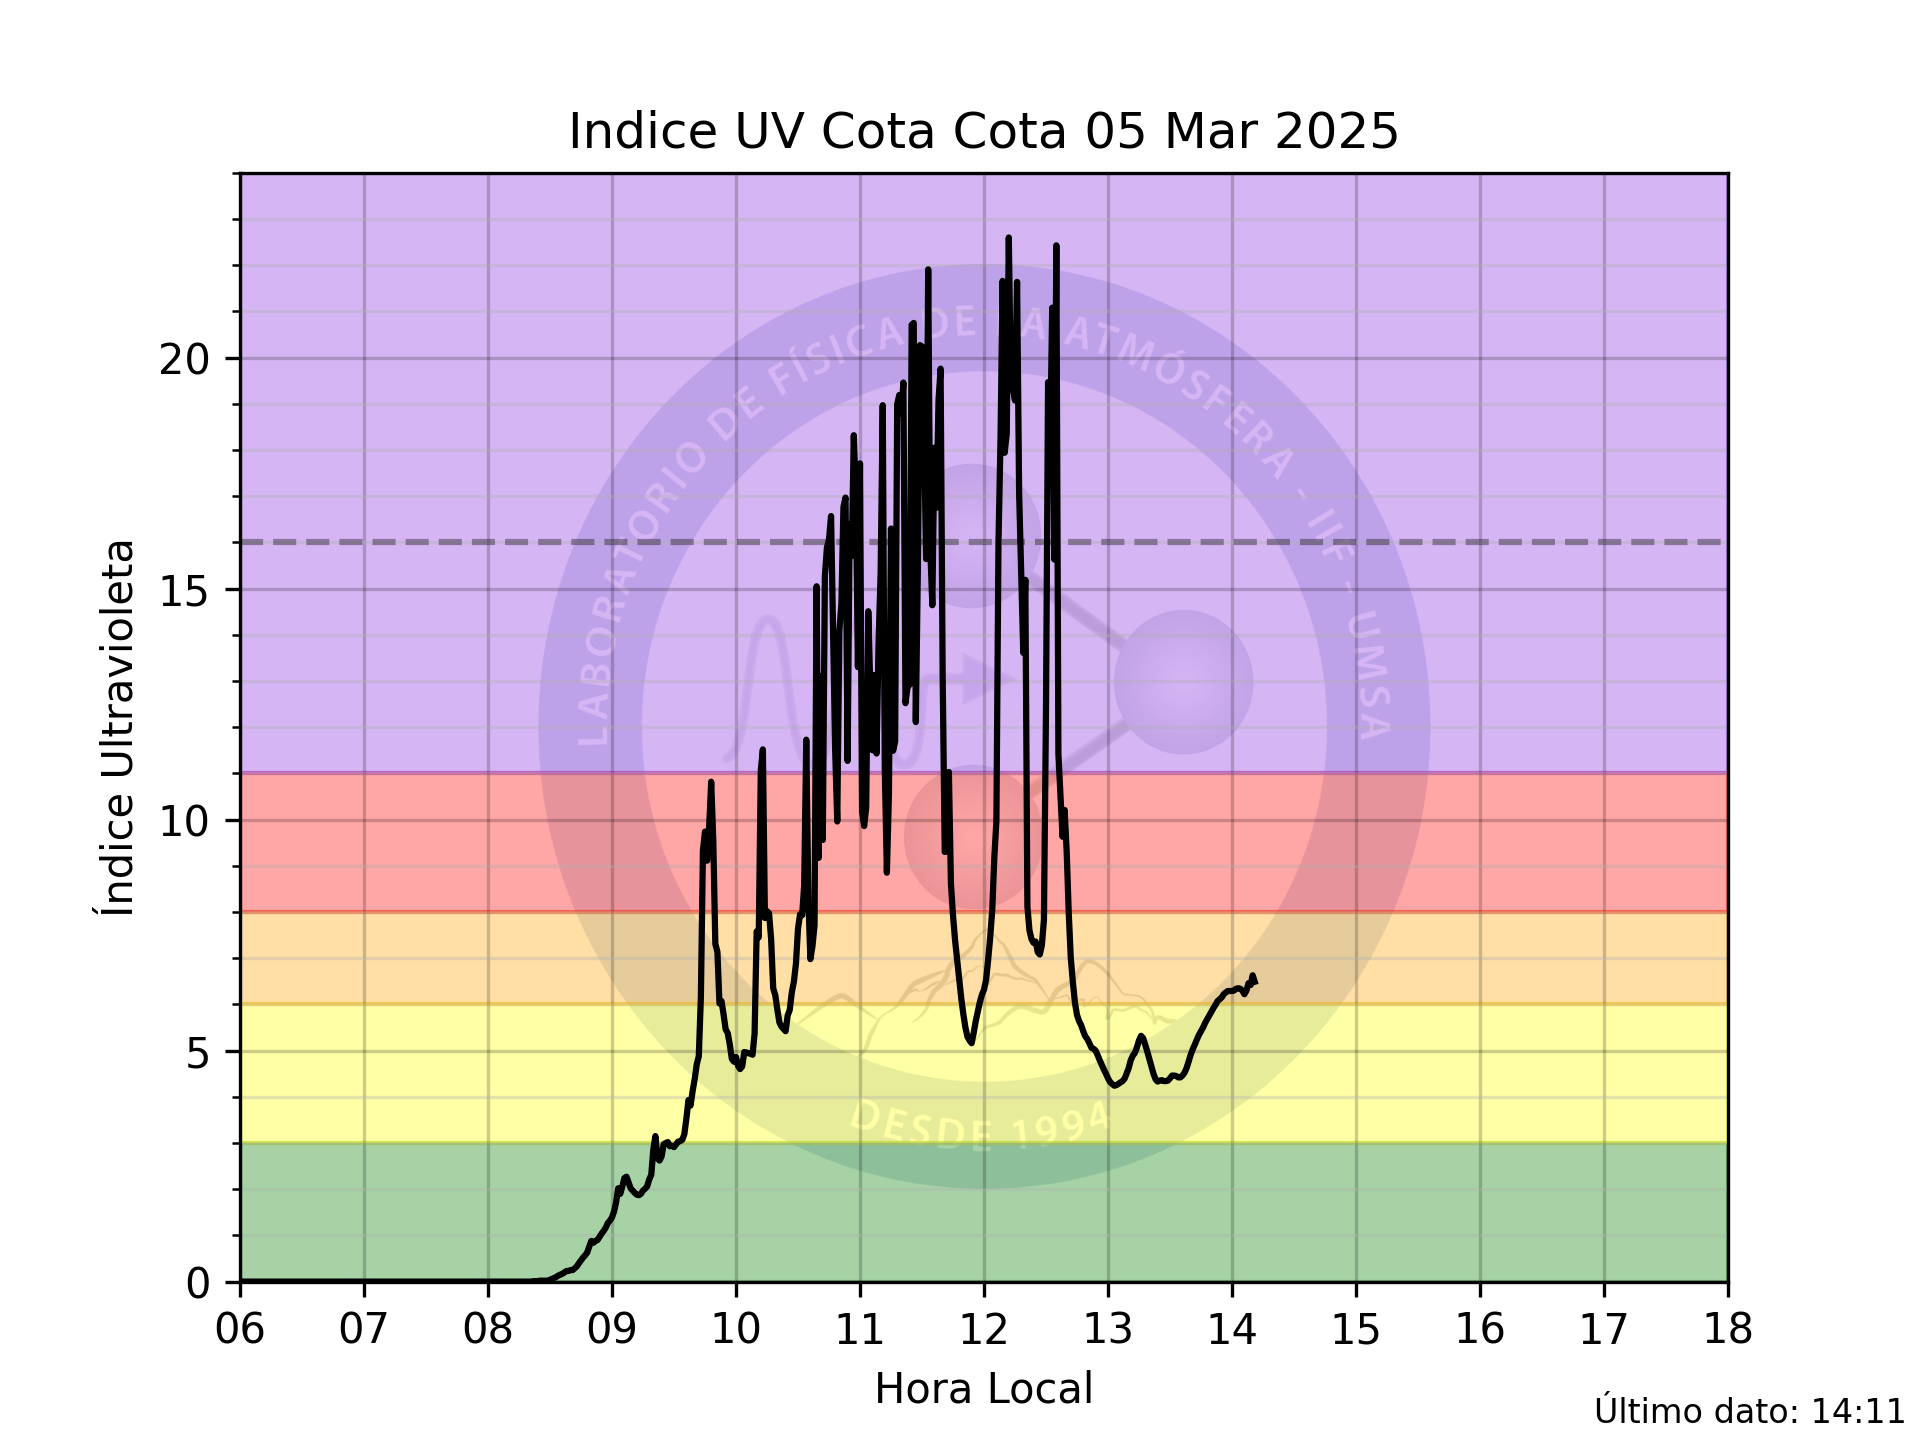 Indice UV Cota Cota 05 Mar 2025
Índice Ultravioleta
20
15
10
5
0
LABORATORIO DE FÍSICA DE LA ATMÓSFERA - IIF - UMSA
DESDE 1994
06 07 08 09 10 11 12 13 14 15 16 17 18
Hora Local
Último dato: 14:11